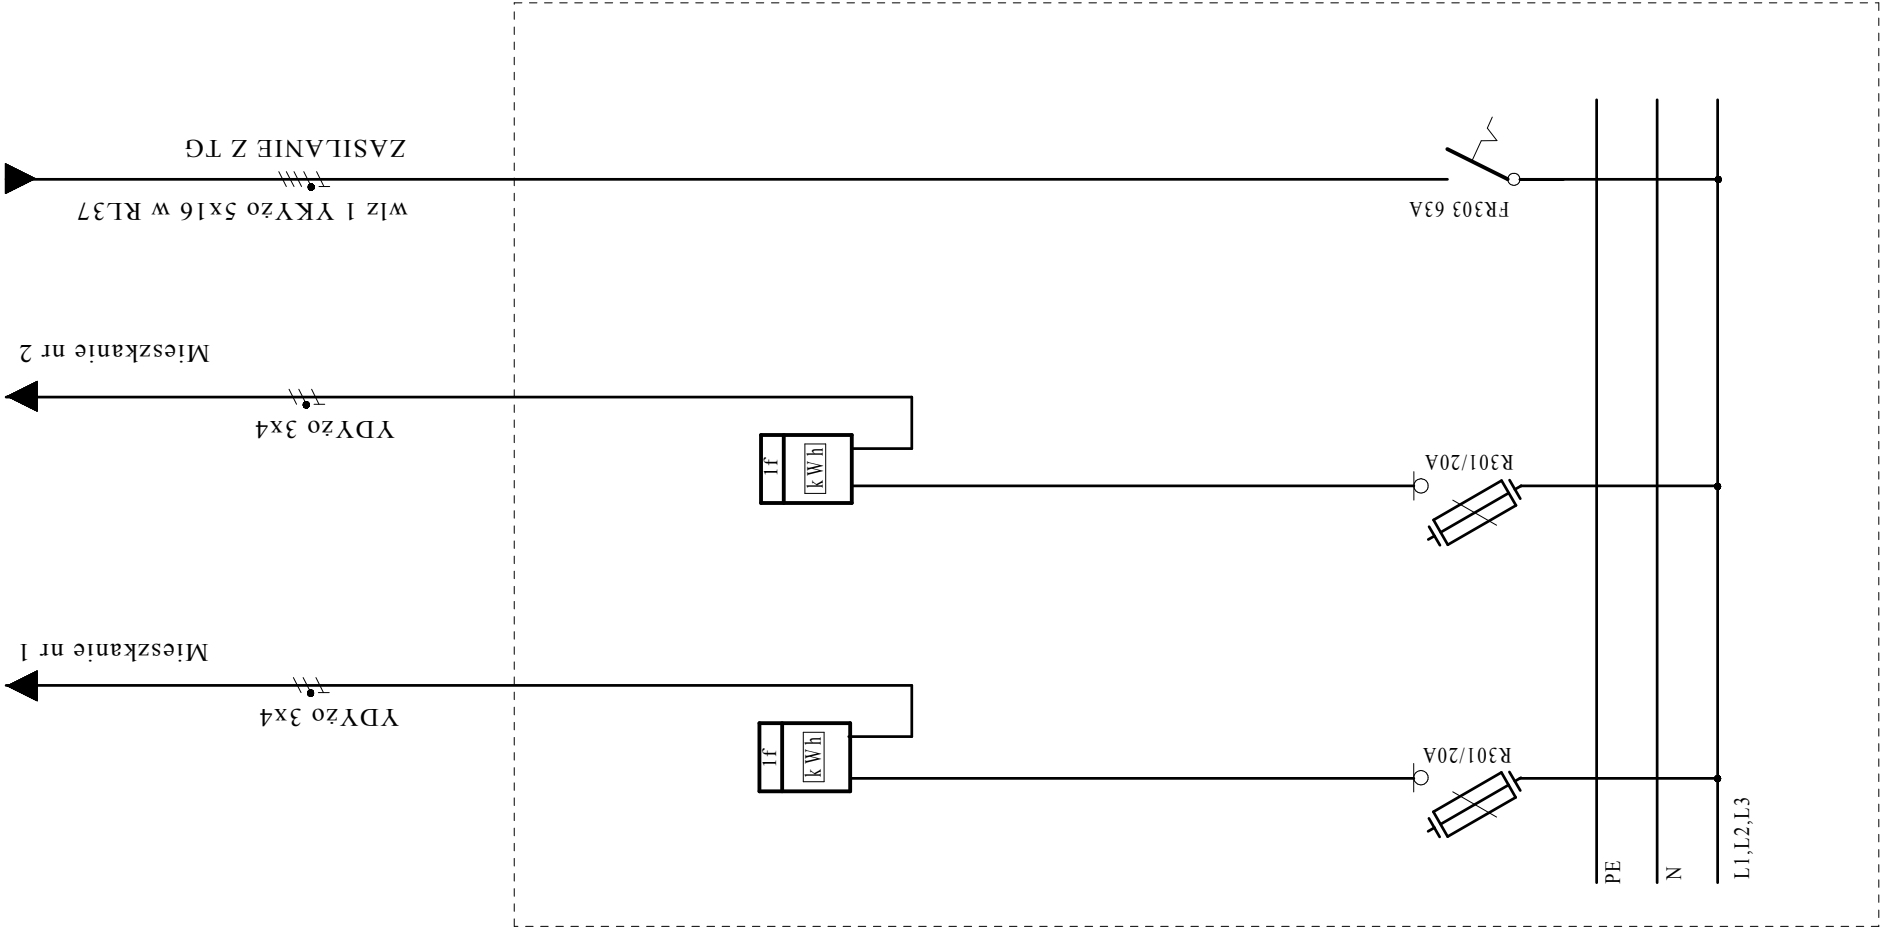 ZASILANIE Z TG
wlz 1 YKYżo 5x16 w RL37
FR303 63A
Mieszkanie nr 2
YDYżo 3x4
1f
kWh
R301/20A
Mieszkanie nr 1
YDYżo 3x4
1f
kWh
R301/20A
PE
N
L1,L2,L3